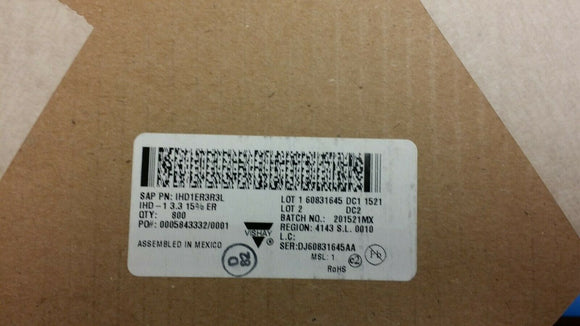 SAP PN: IHD1ER3R3L
IHD-1 3.3 15% ER
QTY: 800
PO#: 0005843332/0001
ASSEMBLED IN MEXICO
VISHAY ®
LOT 1 60831645 DC1 1521
LOT 2 DC2
BATCH NO.: 201521MX
REGION: 4143 S.L. 0010
L.C:
SER:DJ60831645AA
MSL: 1
e2
RoHS